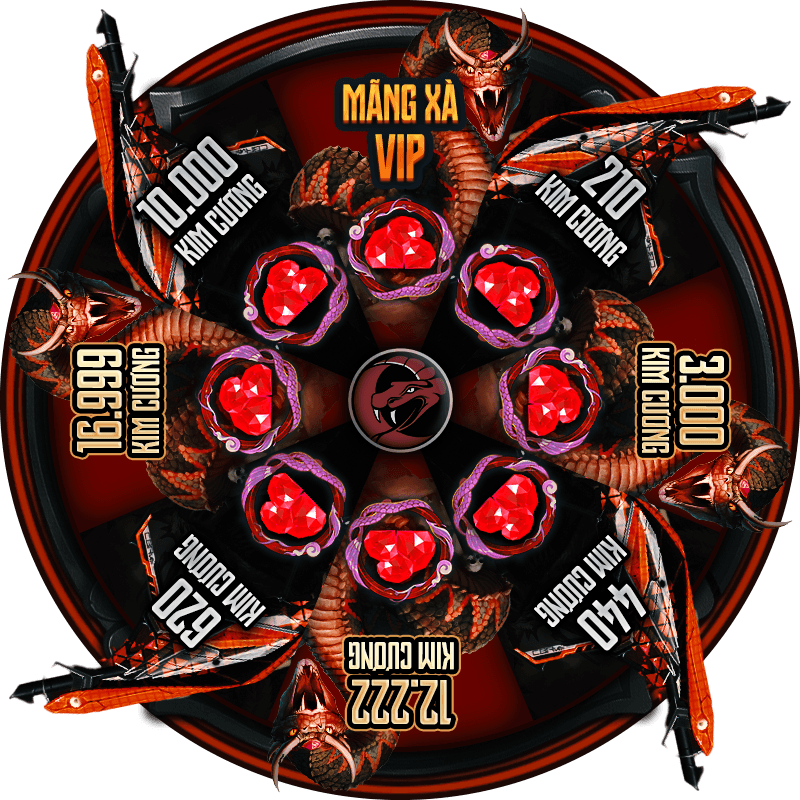 MÃNG XÀ
VIP
210
KIM CƯƠNG
3.000
KIM CƯƠNG
440
KIM CƯƠNG
12.222
KIM CƯƠNG
620
KIM CƯƠNG
16.999
KIM CƯƠNG
10.000
KIM CƯƠNG